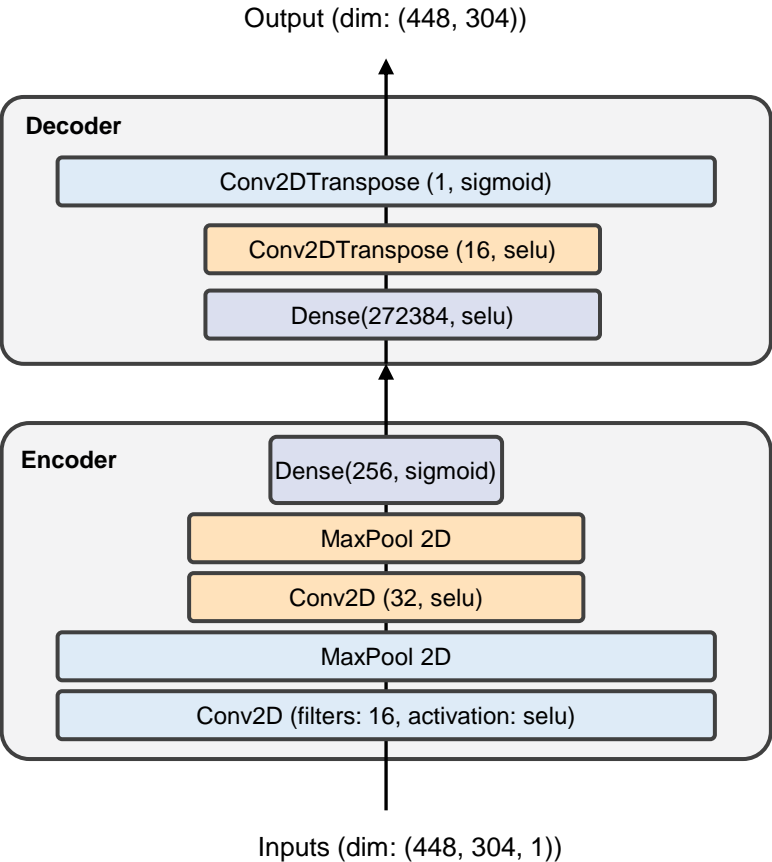 Output (dim: (448, 304))
Decoder
Conv2DTranspose (1, sigmoid)
Conv2DTranspose (16, selu)
Dense(272384, selu)
Encoder
Dense(256, sigmoid)
MaxPool 2D
Conv2D (32, selu)
MaxPool 2D
Conv2D (filters: 16, activation: selu)
Inputs (dim: (448, 304, 1))